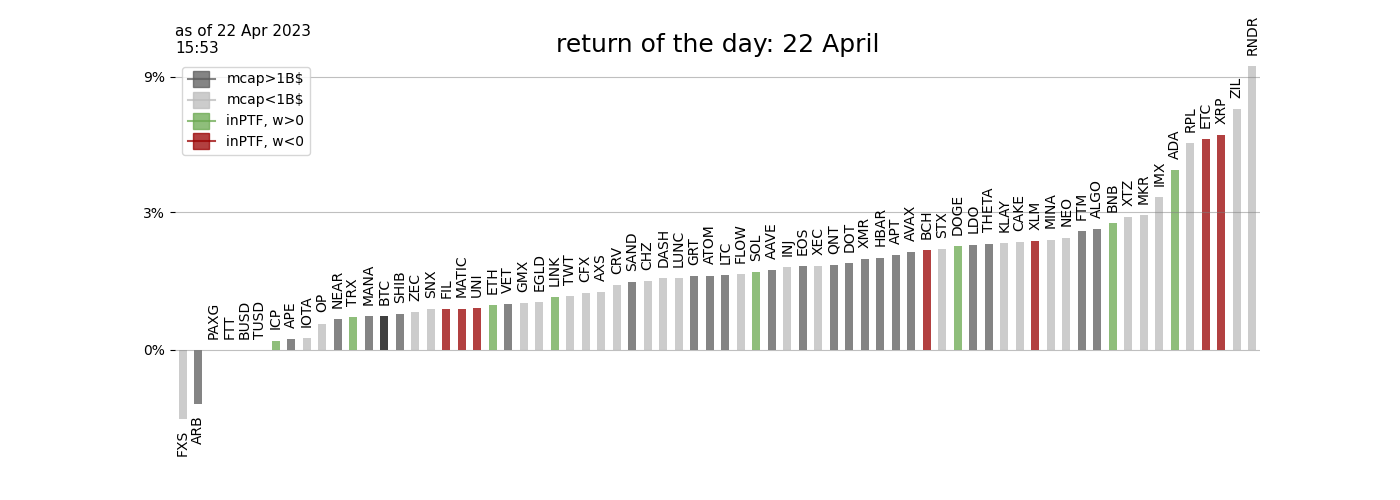 as of 22 Apr 2023
15:53
return of the day: 22 April
9%
3%
0%
mcap>1B$
mcap<1B$
inPTF, w>0
inPTF, w<0
FXS
ARB
PAXG
FTT
BUSD
TUSD
ICP
APE
IOTA
OP
NEAR
TRX
MANA
BTC
SHIB
ZEC
SNX
FIL
MATIC
UNI
ETH
VET
GMX
EGLD
LINK
TWT
CFX
AXS
CRV
SAND
CHZ
DASH
LUNC
GRT
ATOM
LTC
FLOW
SOL
AAVE
INJ
EOS
XEC
QNT
DOT
XMR
HBAR
APT
AVAX
BCH
STX
DOGE
LDO
THETA
KLAY
CAKE
XLM
MINA
NEO
FTM
ALGO
BNB
XTZ
MKR
IMX
ADA
RPL
ETC
XRP
ZIL
RNDR